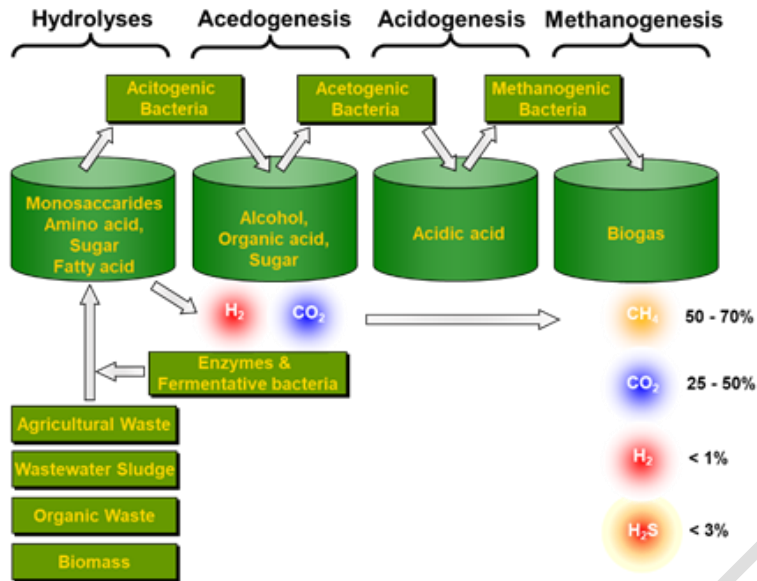 Hydrolyses
Acedogenesis
Acidogenesis
Methanogenesis
Acitogenic
Bacteria
Acetogenic
Bacteria
Methanogenic
Bacteria
Monosaccarides
Amino acid,
Sugar
Fatty acid
Alcohol,
Organic acid,
Sugar
Acidic acid
Biogas
H₂
CO₂
CH₄
50 - 70%
Enzymes &
Fermentative bacteria
CO₂
25 - 50%
Agricultural Waste
Wastewater Sludge
H₂
< 1%
Organic Waste
H₂S
< 3%
Biomass